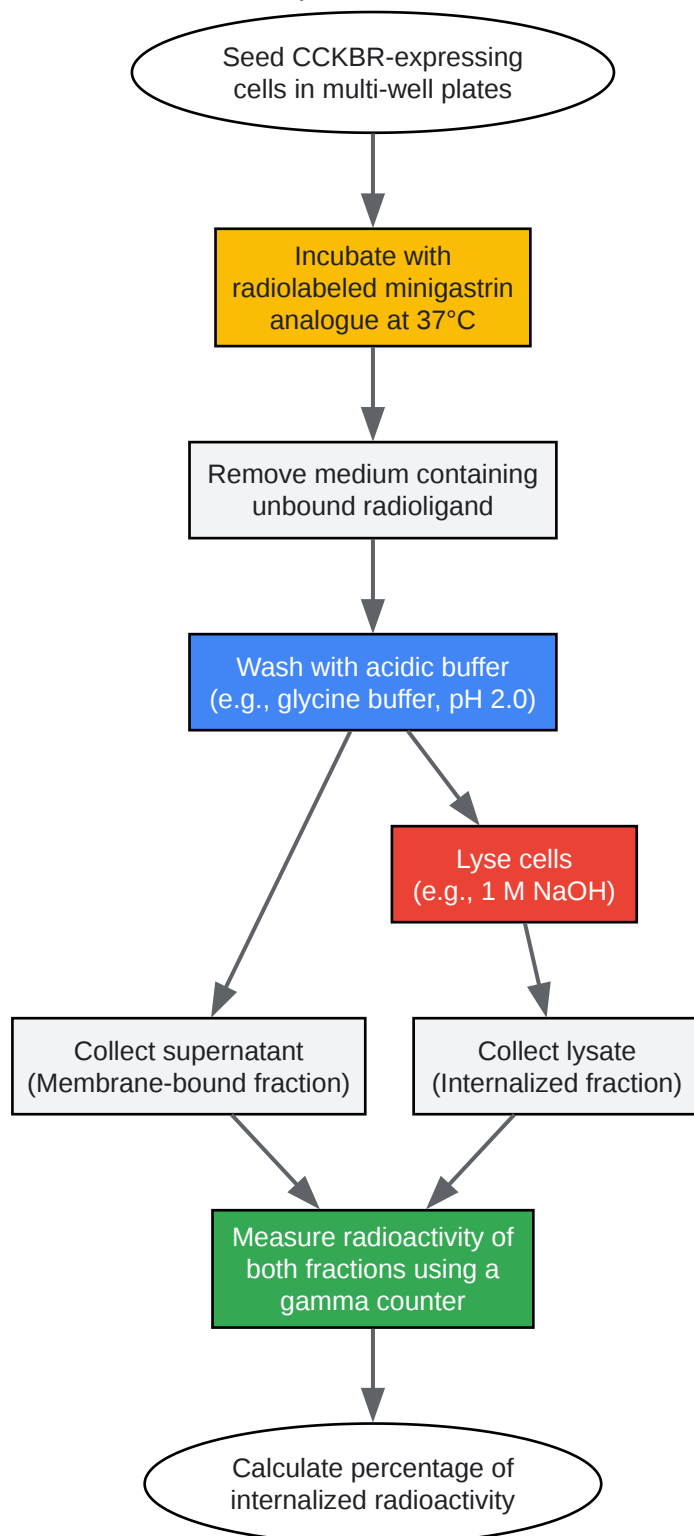 Seed CCKBR-expressing
cells in multi-well plates
Incubate with
radiolabeled minigastrin
analogue at 37°C
Remove medium containing
unbound radioligand
Wash with acidic buffer
(e.g., glycine buffer, pH 2.0)
Lyse cells
(e.g., 1 M NaOH)
Collect supernatant
(Membrane-bound fraction)
Collect lysate
(Internalized fraction)
Measure radioactivity of
both fractions using a
gamma counter
Calculate percentage of
internalized radioactivity